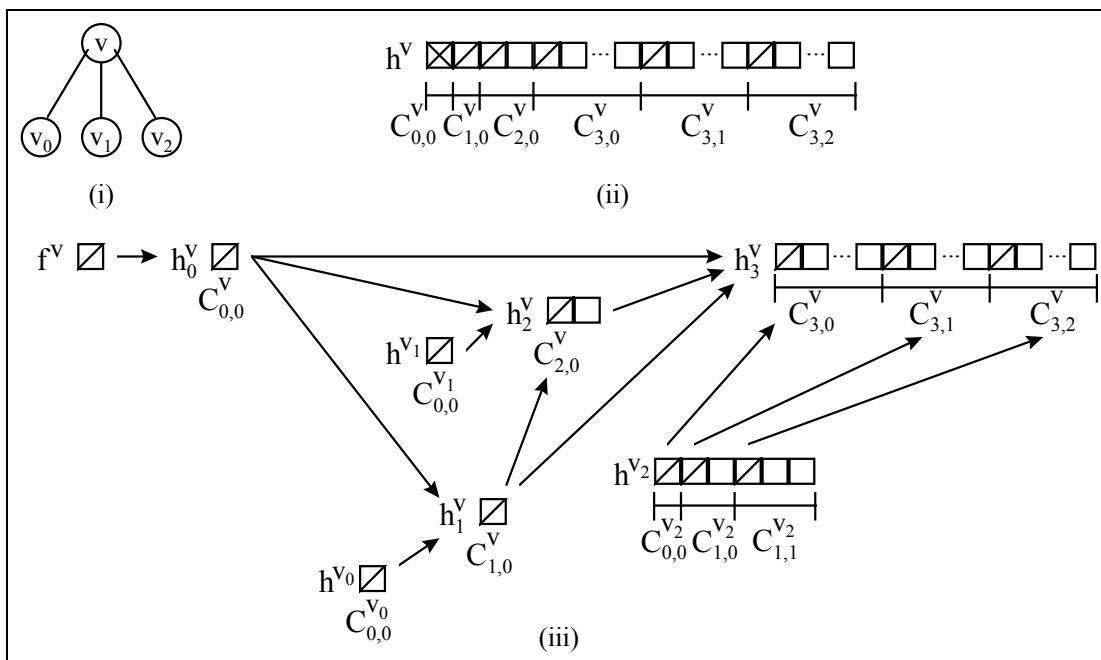 v
v₀ v₁ v₂
(i)
hᵛ ··· ··· ···
C^v_{0,0} C^v_{1,0} C^v_{2,0} C^v_{3,0} C^v_{3,1} C^v_{3,2}
(ii)
f^v h^v_0 C^v_{0,0}
h^v_3 ··· ··· ···
C^v_{3,0} C^v_{3,1} C^v_{3,2}
h^v_2
C^v_{2,0}
h^{v_1}
C^{v_1}_{0,0}
h^{v_2}
C^{v_2}_{0,0} C^{v_2}_{1,0} C^{v_2}_{1,1}
h^v_1
C^v_{1,0}
h^{v_0}
C^{v_0}_{0,0}
(iii)